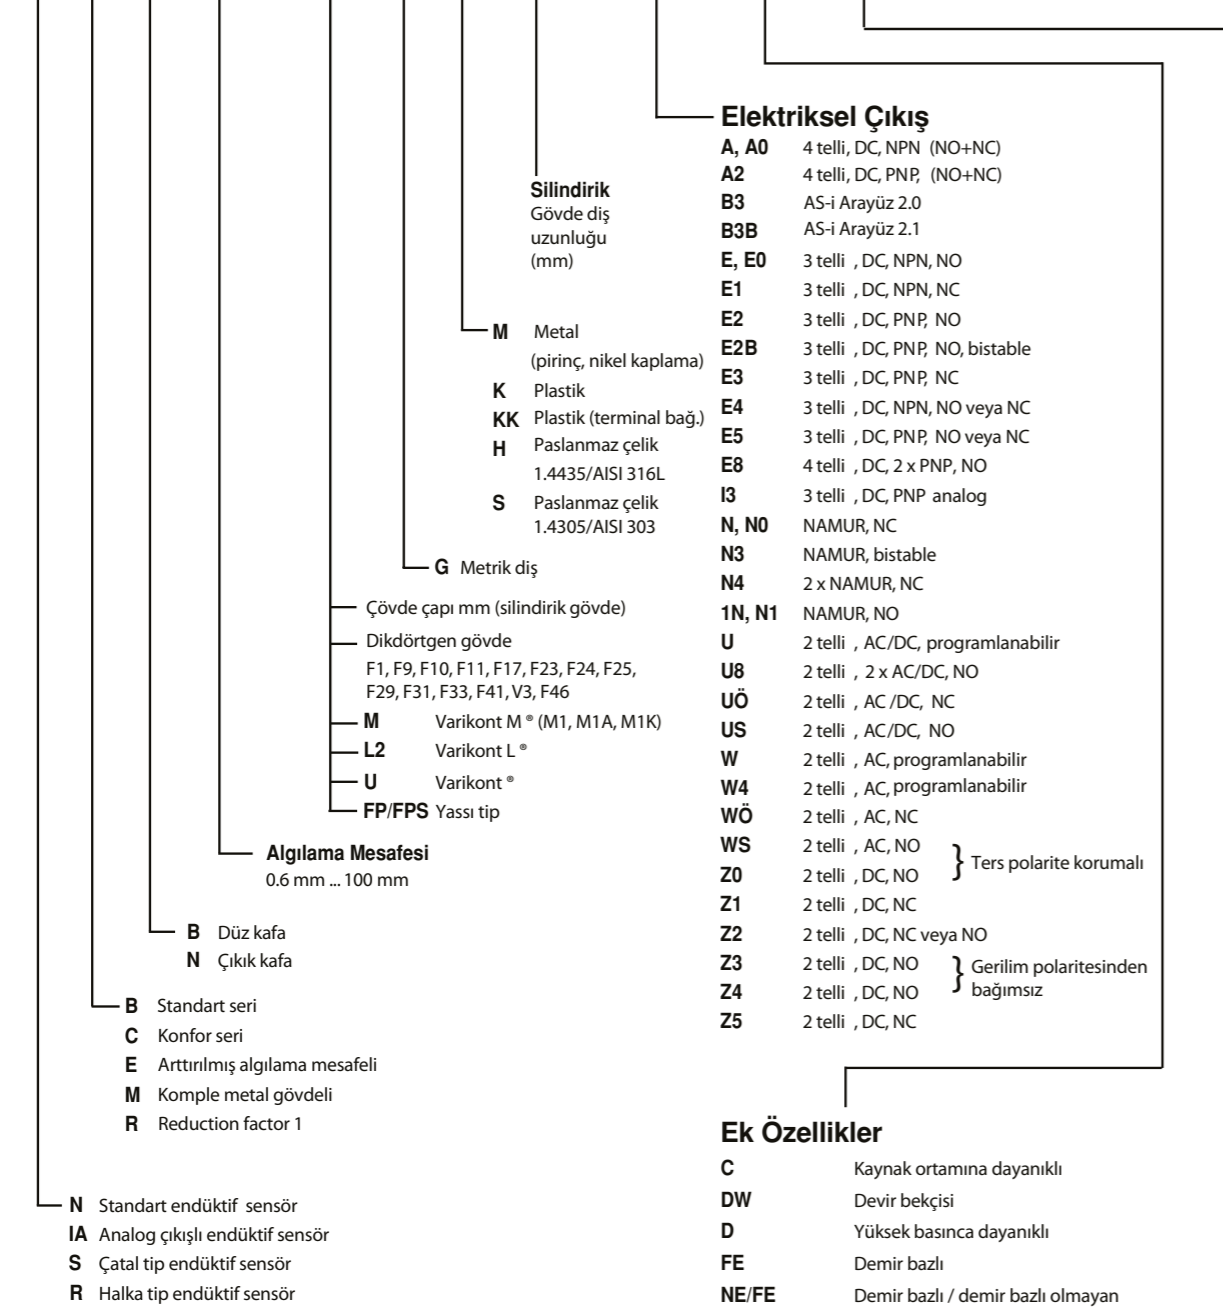 Elektriksel Çıkış
A, A0 4 telli, DC, NPN (NO+NC)
A2 4 telli, DC, PNP, (NO+NC)
B3 AS-i Arayüz 2.0
B3B AS-i Arayüz 2.1
E, E0 3 telli , DC, NPN, NO
E1 3 telli , DC, NPN, NC
E2 3 telli , DC, PNP, NO
E2B 3 telli , DC, PNP, NO, bistable
E3 3 telli , DC, PNP, NC
E4 3 telli , DC, NPN, NO veya NC
E5 3 telli , DC, PNP, NO veya NC
E8 4 telli , DC, 2 x PNP, NO
I3 3 telli , DC, PNP analog
N, N0 NAMUR, NC
N3 NAMUR, bistable
N4 2 x NAMUR, NC
1N, N1 NAMUR, NO
U 2 telli , AC/DC, programlanabilir
U8 2 telli , 2 x AC/DC, NO
UÖ 2 telli , AC /DC, NC
US 2 telli , AC/DC, NO
W 2 telli , AC, programlanabilir
W4 2 telli , AC, programlanabilir
WÖ 2 telli , AC, NC
WS 2 telli , AC, NO
Z0 2 telli , DC, NO
} Ters polarite korumalı
Z1 2 telli , DC, NC
Z2 2 telli , DC, NC veya NO
Z3 2 telli , DC, NO
Z4 2 telli , DC, NO
} Gerilim polaritesinden
bağımsız
Z5 2 telli , DC, NC
Silindirik
Gövde diş
uzunluğu
(mm)
M Metal
(pirinç, nikel kaplama)
K Plastik
KK Plastik (terminal bağ.)
H Paslanmaz çelik
1.4435/AISI 316L
S Paslanmaz çelik
1.4305/AISI 303
G Metrik diş
Çövde çapı mm (silindirik gövde)
Dikdörtgen gövde
F1, F9, F10, F11, F17, F23, F24, F25,
F29, F31, F33, F41, V3, F46
M Varikont M ® (M1, M1A, M1K)
L2 Varikont L ®
U Varikont ®
FP/FPS Yassı tip
Algılama Mesafesi
0.6 mm ... 100 mm
B Düz kafa
N Çıkık kafa
B Standart seri
C Konfor seri
E Arttırılmış algılama mesafeli
M Komple metal gövdeli
R Reduction factor 1
N Standart endüktif sensör
IA Analog çıkışlı endüktif sensör
S Çatal tip endüktif sensör
R Halka tip endüktif sensör
Ek Özellikler
C Kaynak ortamına dayanıklı
DW Devir bekçisi
D Yüksek basınca dayanıklı
FE Demir bazlı
NE/FE Demir bazlı / demir bazlı olmayan